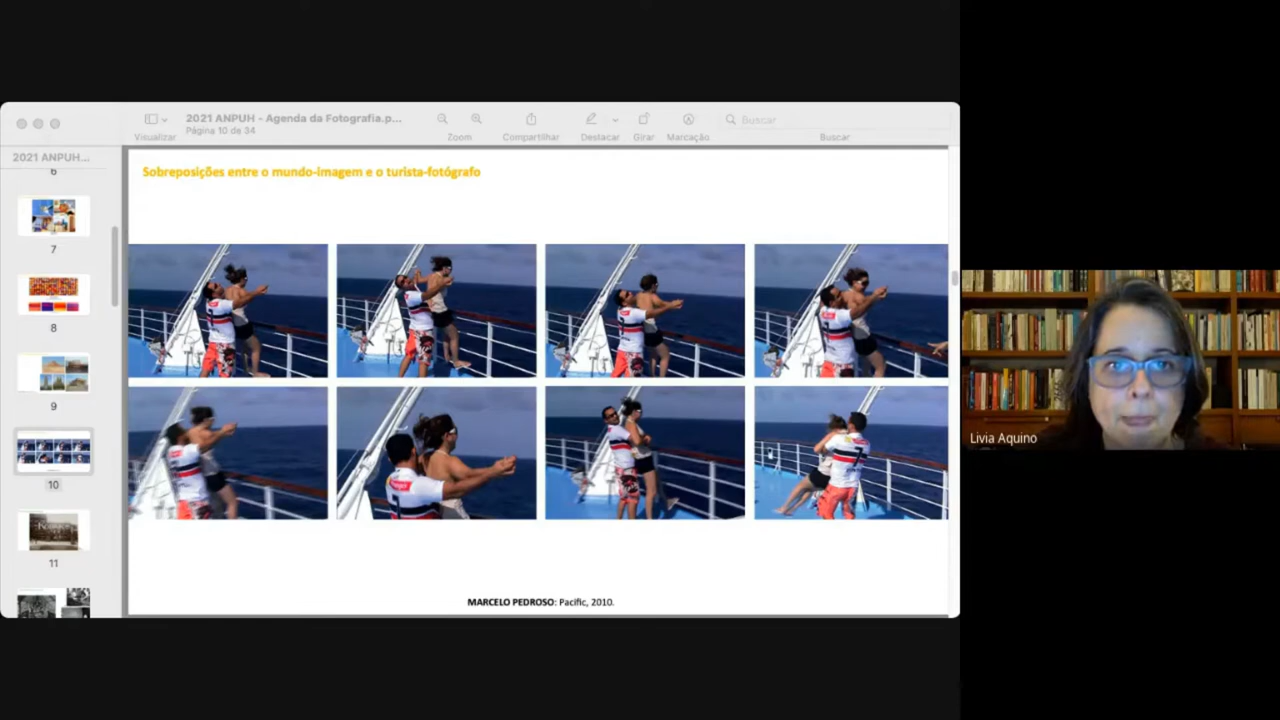 2021 ANPUH - Agenda da Fotografia.p...
Página 10 de 34
Visualizar
Zoom
Compartilhar
Destacar
Girar
Marcação
Buscar
Buscar
2021 ANPUH...
6
7
8
9
10
11
Sobreposições entre o mundo-imagem e o turista-fotógrafo
MARCELO PEDROSO: Pacific, 2010.
Livia Aquino